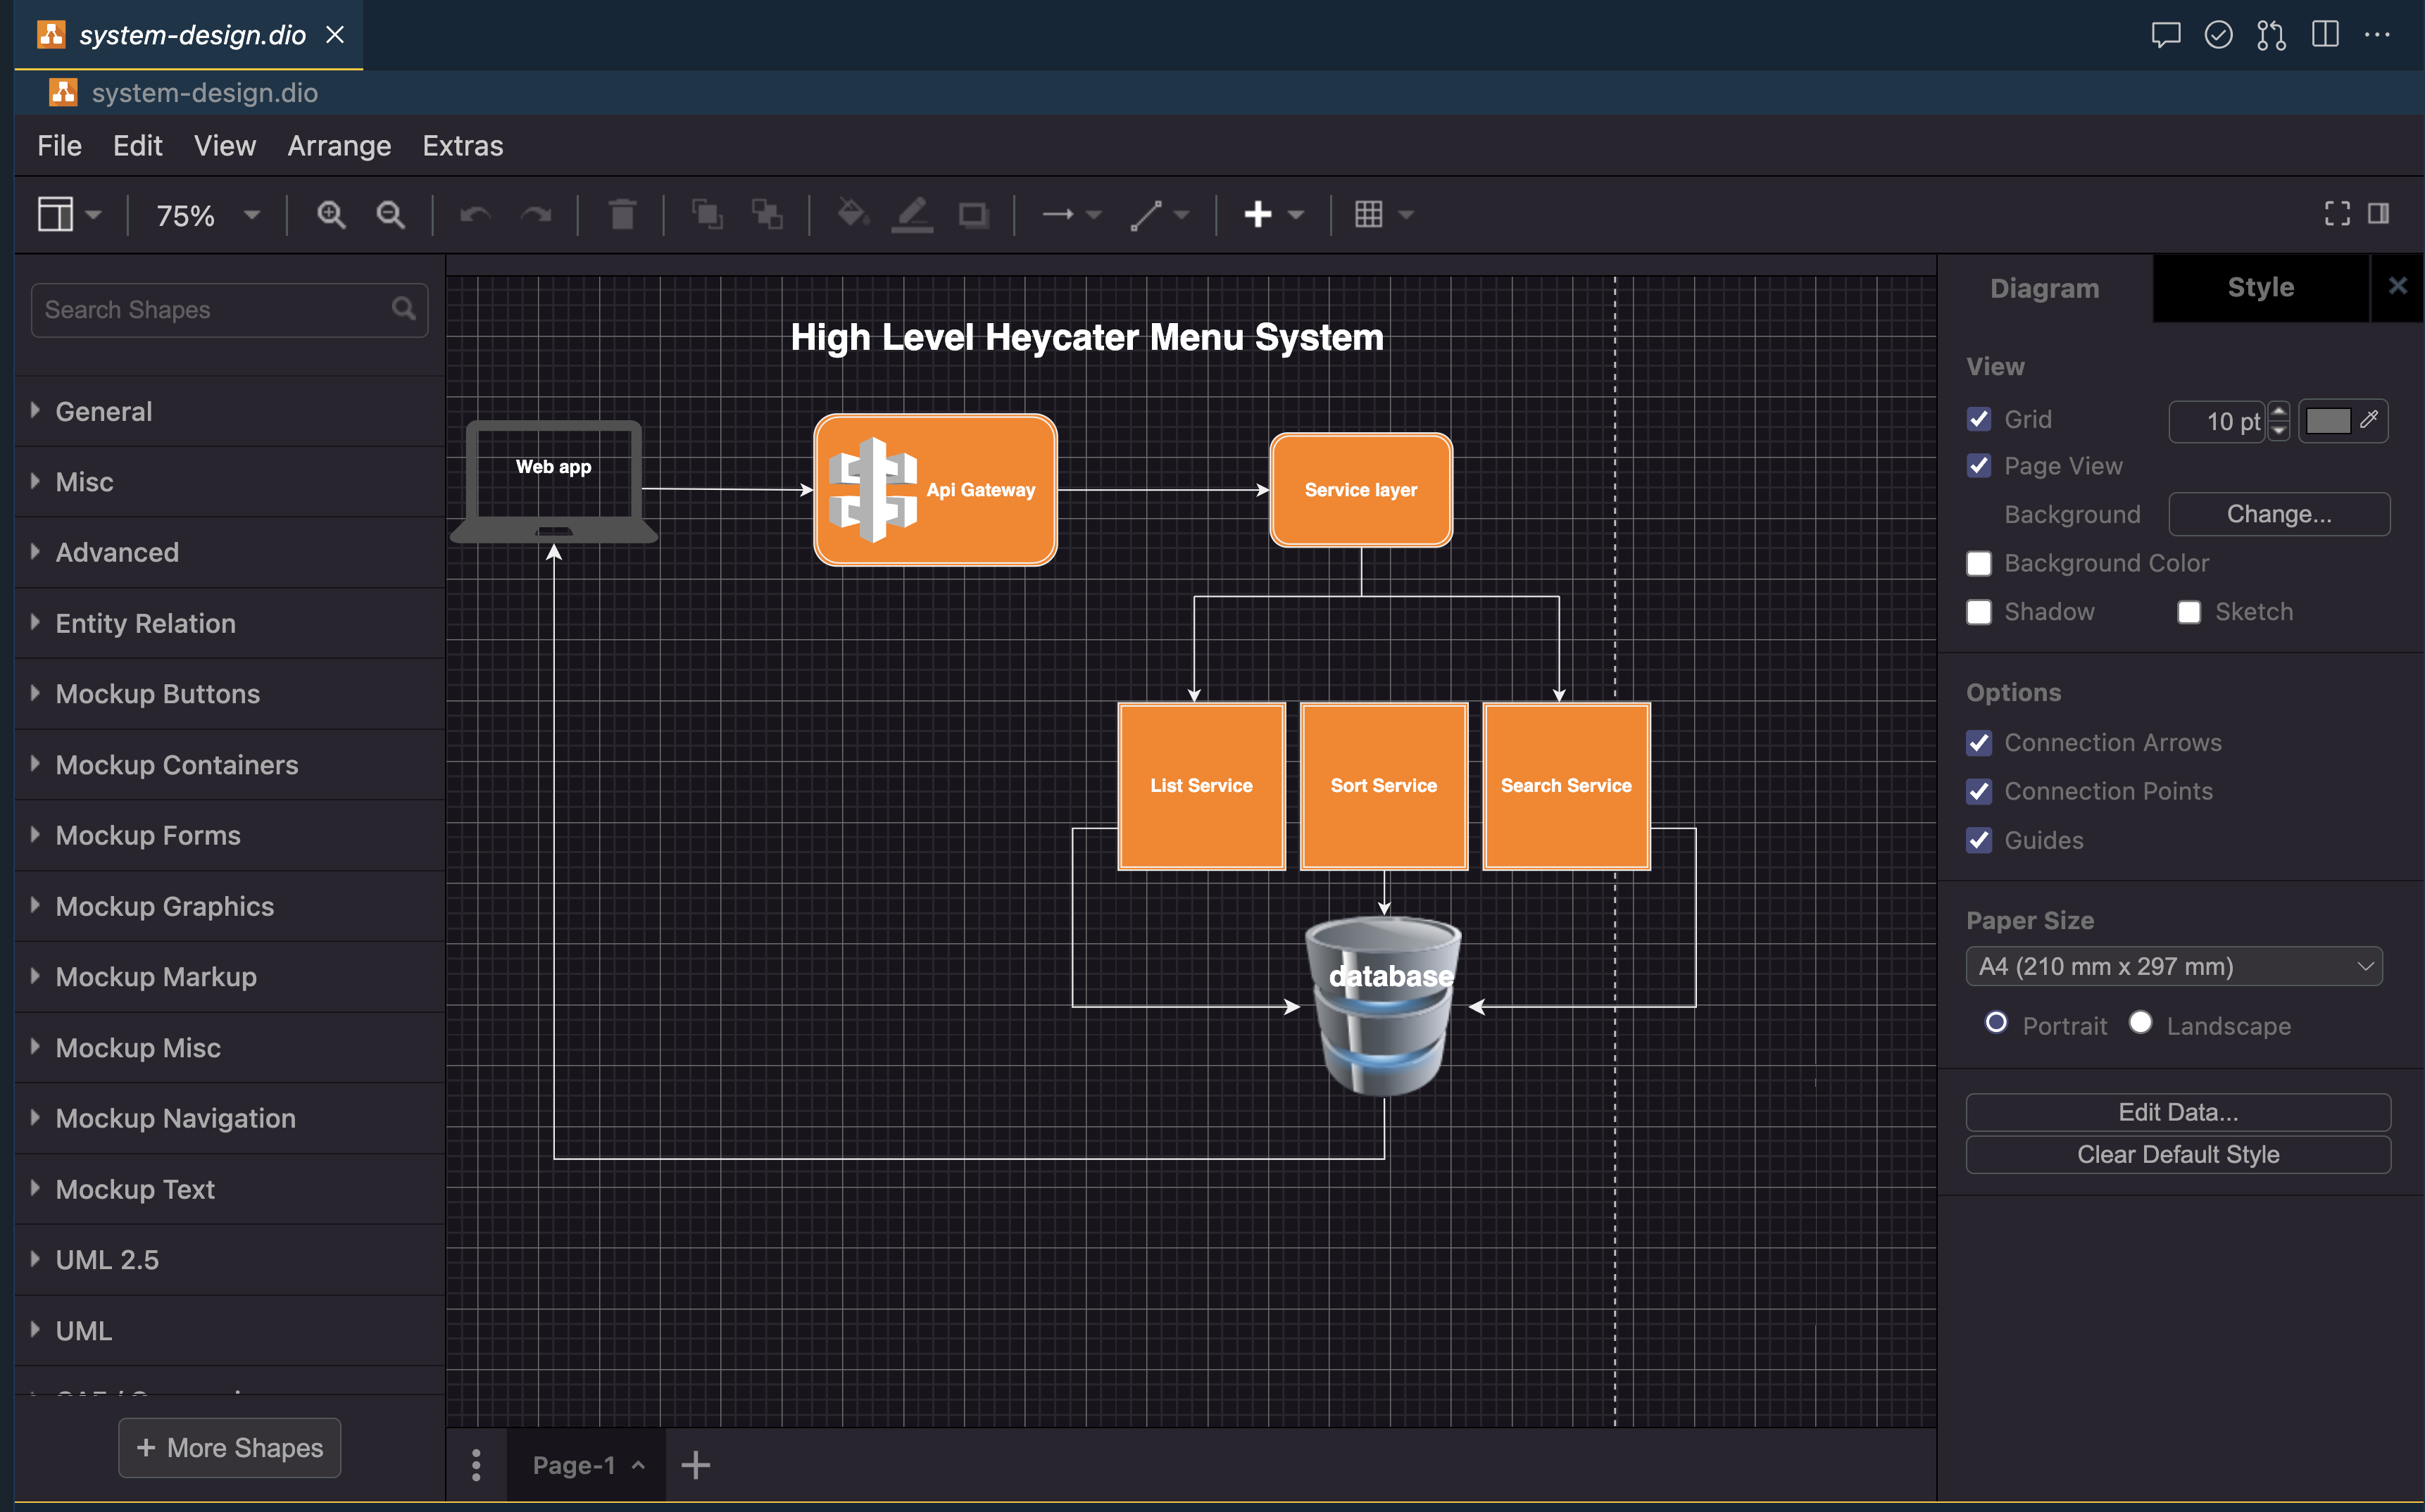 system-design.dio
system-design.dio
File Edit View Arrange Extras
75%
Search Shapes
General
Misc
Advanced
Entity Relation
Mockup Buttons
Mockup Containers
Mockup Forms
Mockup Graphics
Mockup Markup
Mockup Misc
Mockup Navigation
Mockup Text
UML 2.5
UML
+ More Shapes
High Level Heycater Menu System
Web app
Api Gateway
Service layer
List Service
Sort Service
Search Service
database
Page-1
Diagram
Style
View
Grid
10 pt
Page View
Background
Change...
Background Color
Shadow
Sketch
Options
Connection Arrows
Connection Points
Guides
Paper Size
A4 (210 mm x 297 mm)
Portrait
Landscape
Edit Data...
Clear Default Style